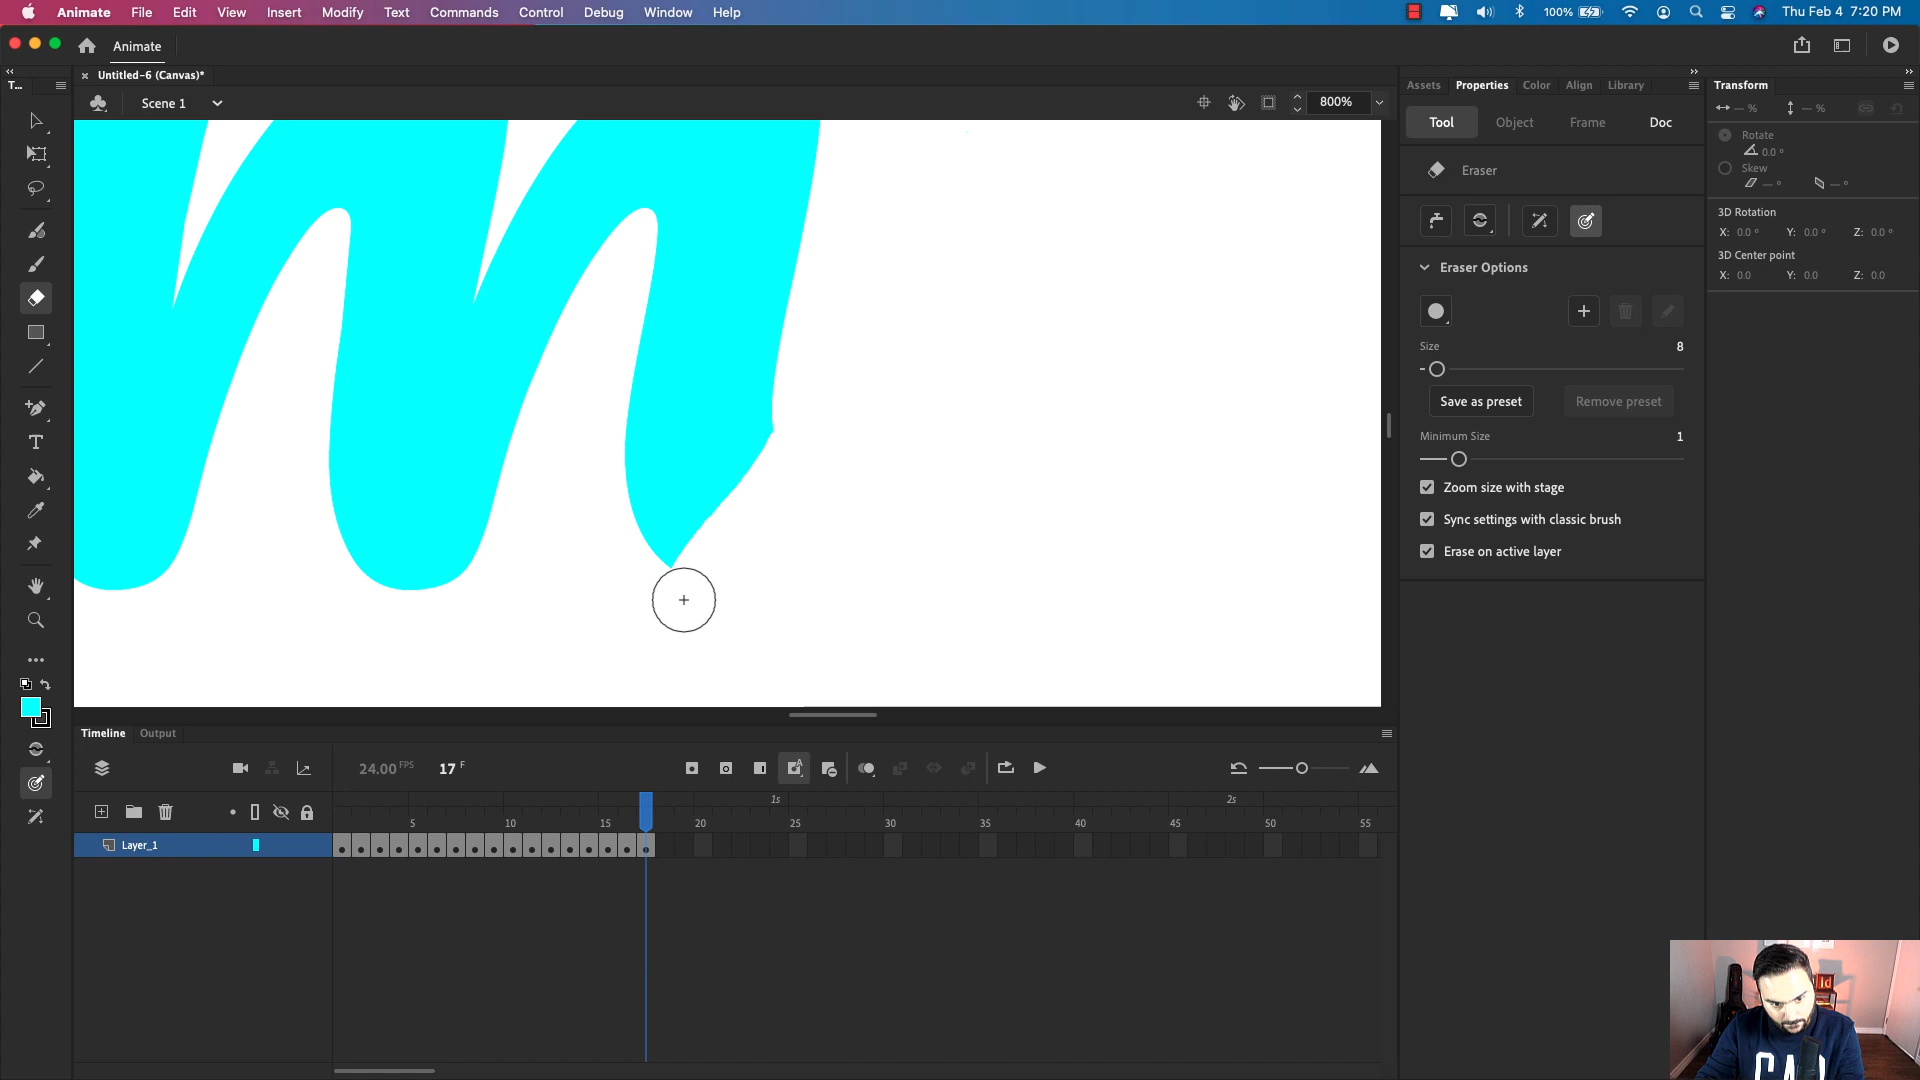 Animate File Edit View Insert Modify Text Commands Control Debug Window Help 100% Thu Feb 4 7:20 PM
Animate
T... Untitled-6 (Canvas)* Assets Properties Color Align Library Transform
Scene 1 800% — % — %
Tool Object Frame Doc
Rotate
0.0 °
Skew
— ° — °
Eraser
3D Rotation
X: 0.0 ° Y: 0.0 ° Z: 0.0 °
3D Center point
X: 0.0 Y: 0.0 Z: 0.0
Eraser Options
Size 8
Save as preset Remove preset
Minimum Size 1
Zoom size with stage
Sync settings with classic brush
Erase on active layer
T
Timeline Output
24.00 FPS 17 F
1s 2s
5 10 15 20 25 30 35 40 45 50 55
Layer_1